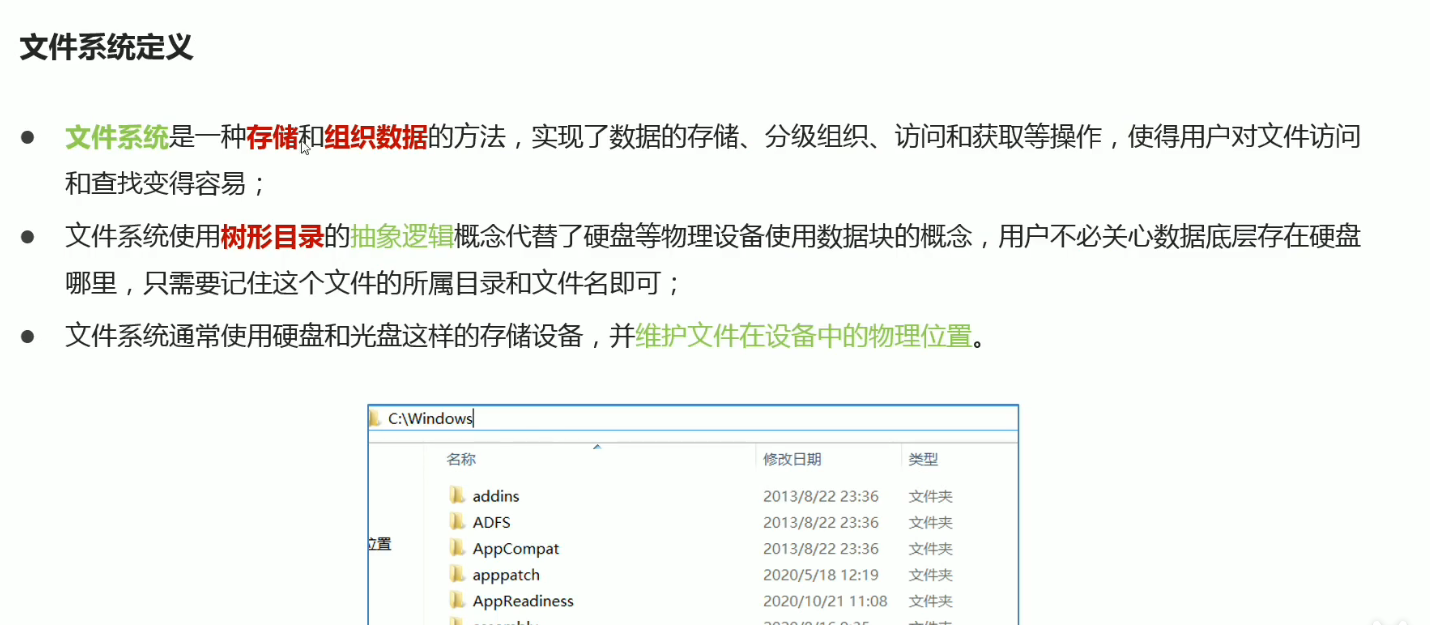 文件系统定义
● 文件系统是一种存储和组织数据的方法，实现了数据的存储、分级组织、访问和获取等操作，使得用户对文件访问
和查找变得容易；
● 文件系统使用树形目录的抽象逻辑概念代替了硬盘等物理设备使用数据块的概念，用户不必关心数据底层存在硬盘
哪里，只需要记住这个文件的所属目录和文件名即可；
● 文件系统通常使用硬盘和光盘这样的存储设备，并维护文件在设备中的物理位置。
C:\Windows
名称 修改日期 类型
addins 2013/8/22 23:36 文件夹
ADFS 2013/8/22 23:36 文件夹
位置
AppCompat 2013/8/22 23:36 文件夹
apppatch 2020/5/18 12:19 文件夹
AppReadiness 2020/10/21 11:08 文件夹